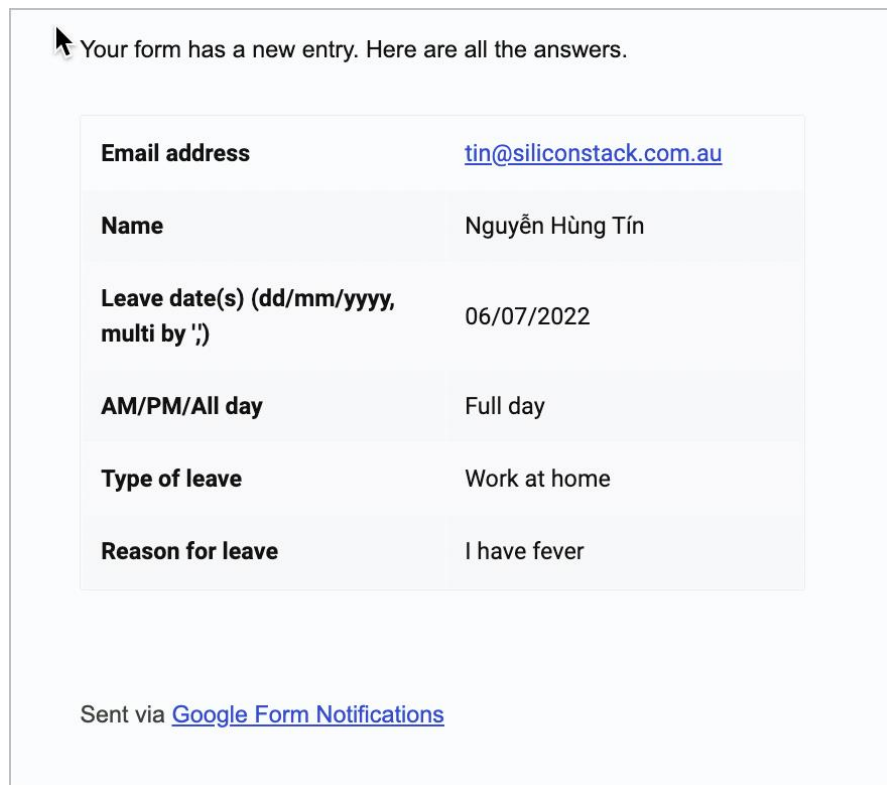 Your form has a new entry. Here are all the answers.
Email address tin@siliconstack.com.au
Name Nguyễn Hùng Tín
Leave date(s) (dd/mm/yyyy,
multi by ',')
06/07/2022
AM/PM/All day Full day
Type of leave Work at home
Reason for leave I have fever
Sent via Google Form Notifications